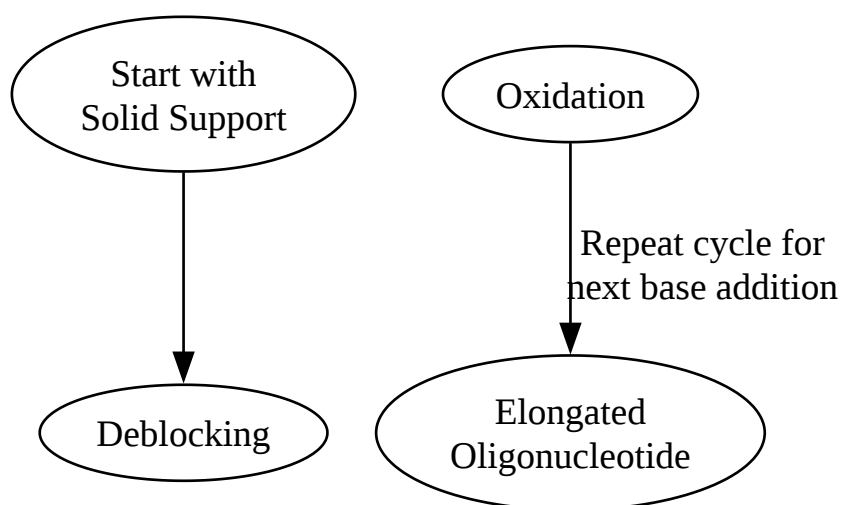 Start with
Solid Support
Oxidation
Repeat cycle for
next base addition
Deblocking
Elongated
Oligonucleotide